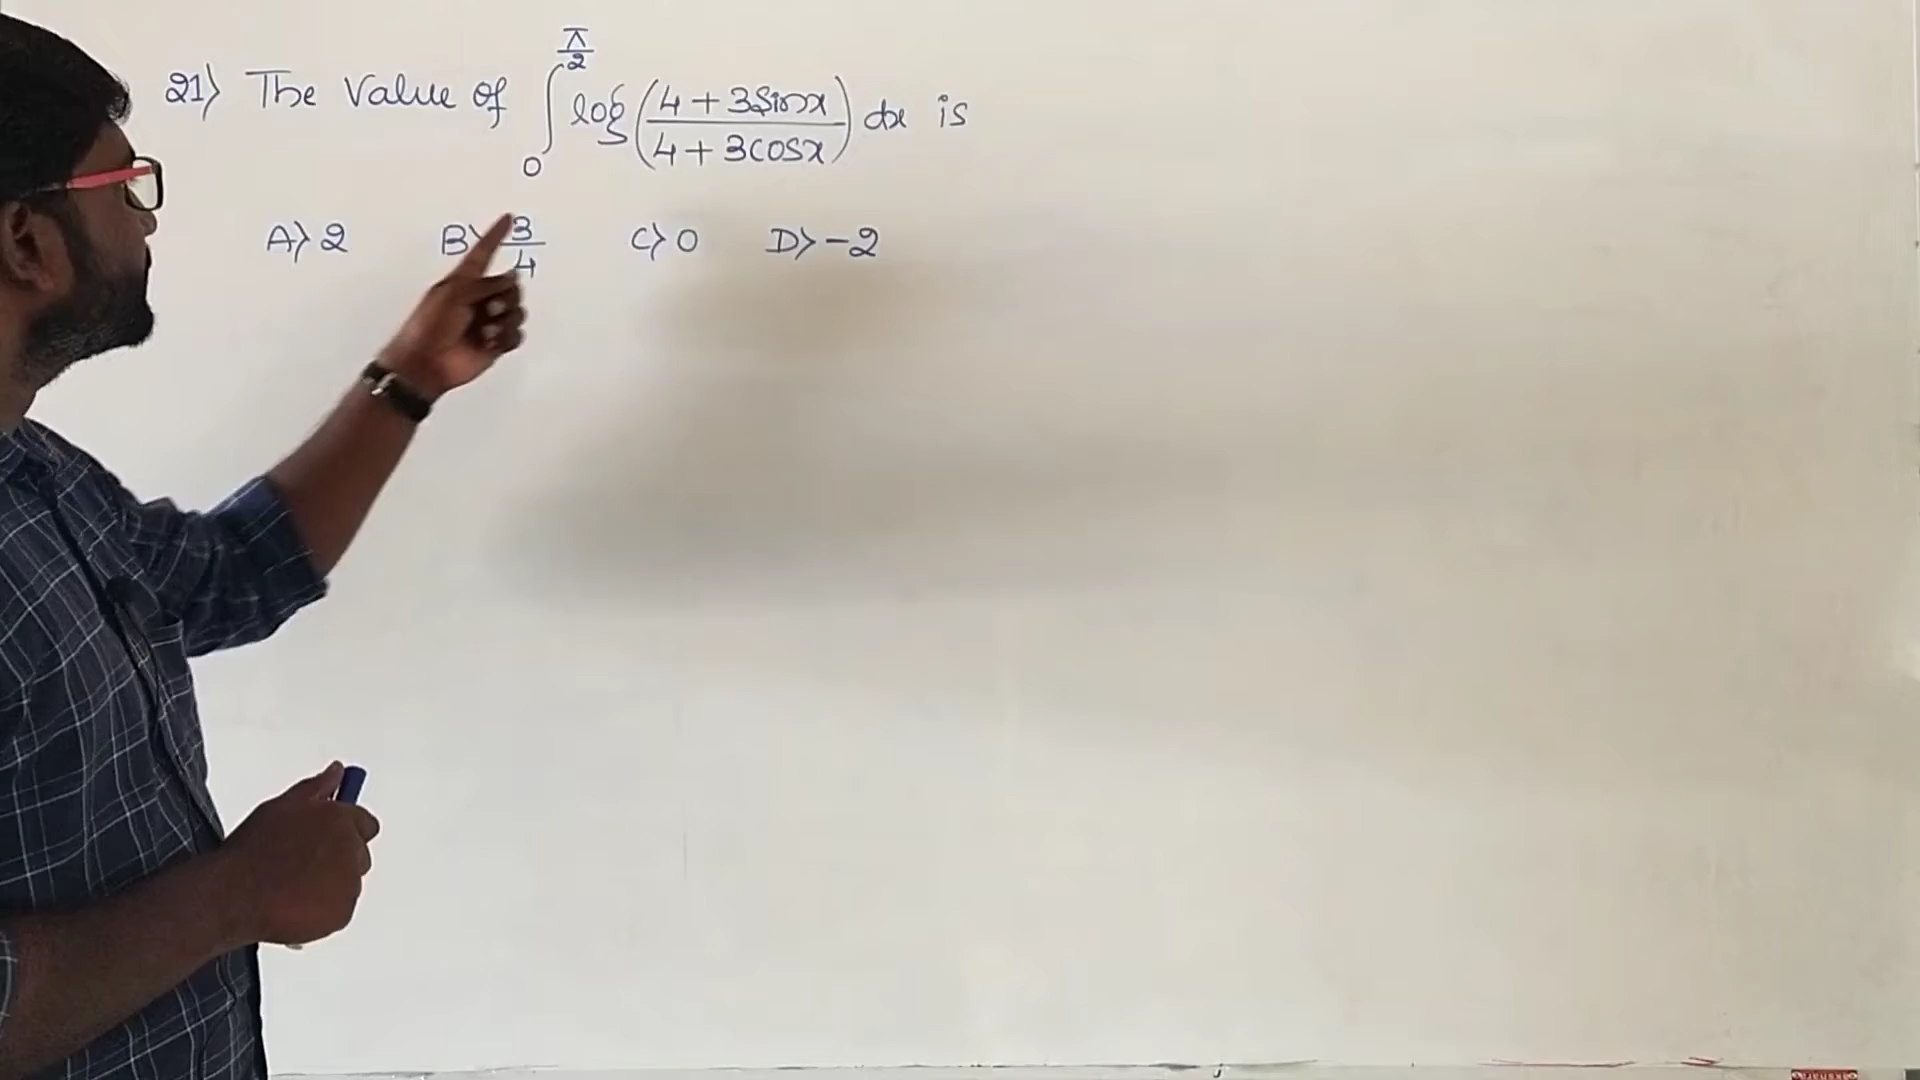 21) The Value of ∫₀^(π/2) log((4+3sinx)/(4+3cosx)) dx is
A) 2 B) 3/4 C) 0 D) -2